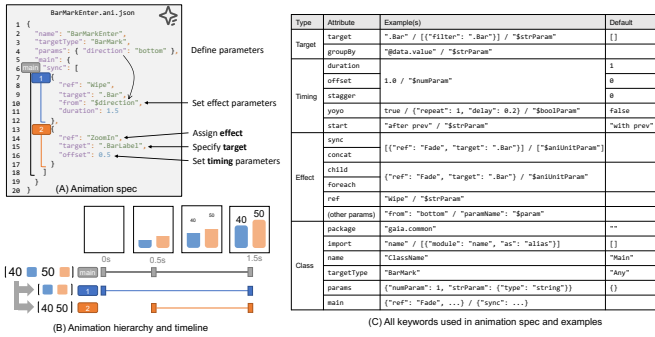 BarMarkEnter.ani.json
1 {
2 "name": "BarMarkEnter",
3 "targetType": "BarMark",
4 "params": { "direction": "bottom" },
5 "main": {
6 main "sync": [
7 1 {
8 "ref": "Wipe",
9 "target": ".Bar",
10 "from": "$direction",
11 "duration": 1.5
12 },
13 2 {
14 "ref": "ZoomIn",
15 "target": ".BarLabel",
16 "offset": 0.5
17 }
18 ]
19 }
20 }
Define parameters
Set effect parameters
Assign effect
Specify target
Set timing parameters
(A) Animation spec
40 50
40 50
0s 0.5s 1.5s
40 50 main
1
40 50 2
(B) Animation hierarchy and timeline
Type Attribute Example(s) Default
Target target ".Bar" / [{"filter": ".Bar"}] / "$strParam" []
groupBy "@data.value" / "$strParam"
Timing duration 1.0 / "$numParam" 1
offset 0
stagger 0
yoyo true / {"repeat": 1, "delay": 0.2} / "$boolParam" false
start "after prev" / "$strParam" "with prev"
Effect sync [{"ref": "Fade", "target": ".Bar"}] / ["$aniUnitParam"]
concat
child {"ref": "Fade", "target": ".Bar"} / "$aniUnitParam"
foreach
ref "Wipe" / "$strParam"
(other params) "from": "bottom" / "paramName": "$param"
Class package "gaia.common" ""
import "name" / [{"module": "name", "as": "alias"}] []
name "ClassName" "Main"
targetType "BarMark" "Any"
params {"numParam": 1, "strParam": {"type": "string"}} {}
main {"ref": "Fade", ...} / {"sync": ...}
(C) All keywords used in animation spec and examples